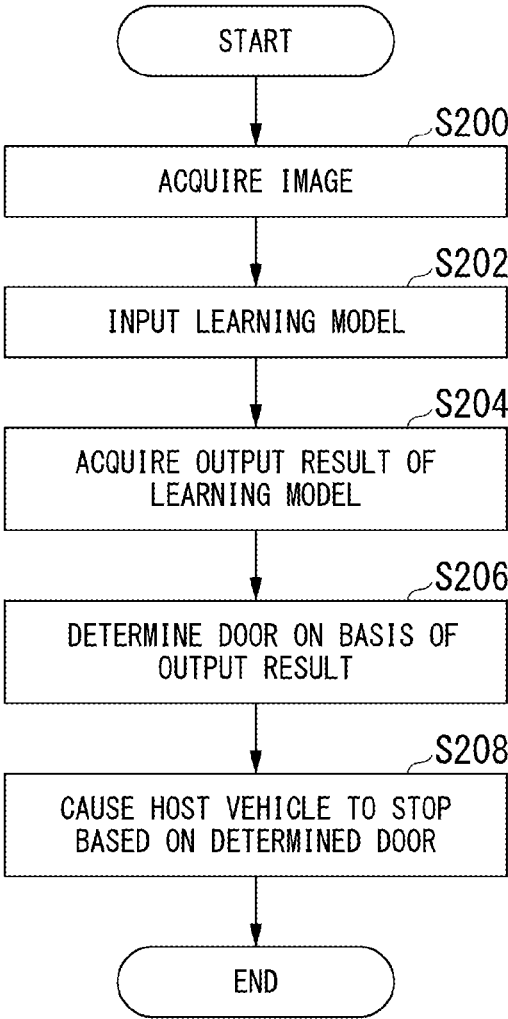 START
S200
ACQUIRE IMAGE
S202
INPUT LEARNING MODEL
S204
ACQUIRE OUTPUT RESULT OF
LEARNING MODEL
S206
DETERMINE DOOR ON BASIS OF
OUTPUT RESULT
S208
CAUSE HOST VEHICLE TO STOP
BASED ON DETERMINED DOOR
END